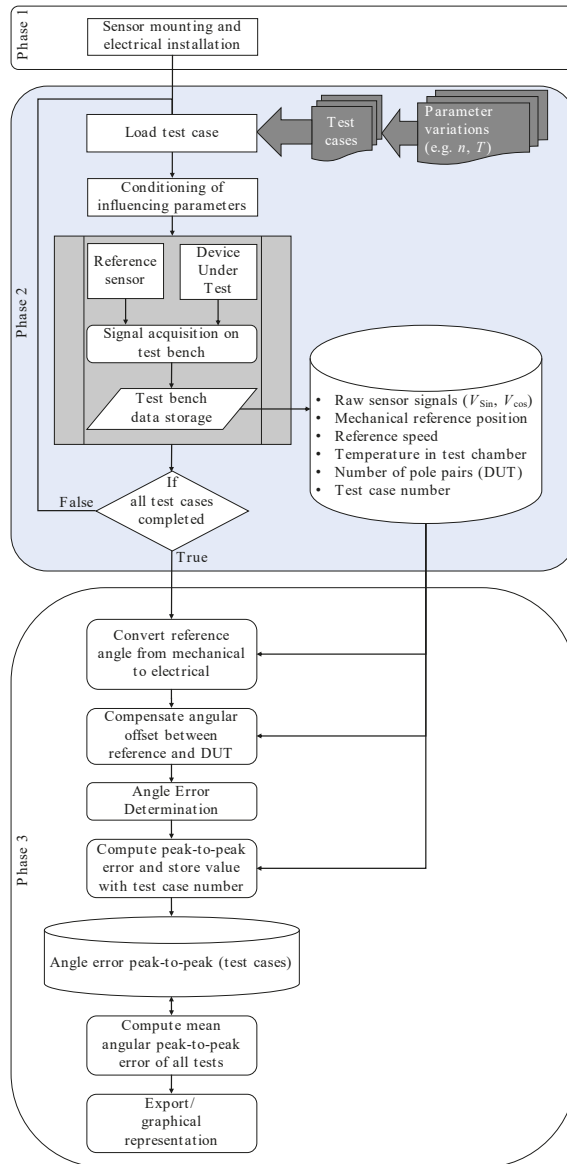 Phase 1
Sensor mounting and
electrical installation
Phase 2
Load test case
Test
cases
Parameter
variations
(e.g. n, T)
Conditioning of
influencing parameters
Reference
sensor
Device
Under
Test
Signal acquisition on
test bench
Test bench
data storage
• Raw sensor signals (V_Sin, V_cos)
• Mechanical reference position
• Reference speed
• Temperature in test chamber
• Number of pole pairs (DUT)
• Test case number
If
all test cases
completed
False
True
Phase 3
Convert reference
angle from mechanical
to electrical
Compensate angular
offset between
reference and DUT
Angle Error
Determination
Compute peak-to-peak
error and store value
with test case number
Angle error peak-to-peak (test cases)
Compute mean
angular peak-to-peak
error of all tests
Export/
graphical
representation